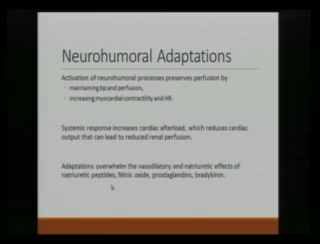 Neurohumoral Adaptations
Activation of neurohumoral processes preserves perfusion by
maintaining bp and perfusion,
increasing myocardial contractility and HR.
Systemic response increases cardiac afterload, which reduces cardiac
output that can lead to reduced renal perfusion.
Adaptations overwhelm the vasodilatory and natriuretic effects of
natriuretic peptides, Nitric oxide, prostaglandins, bradykinin.